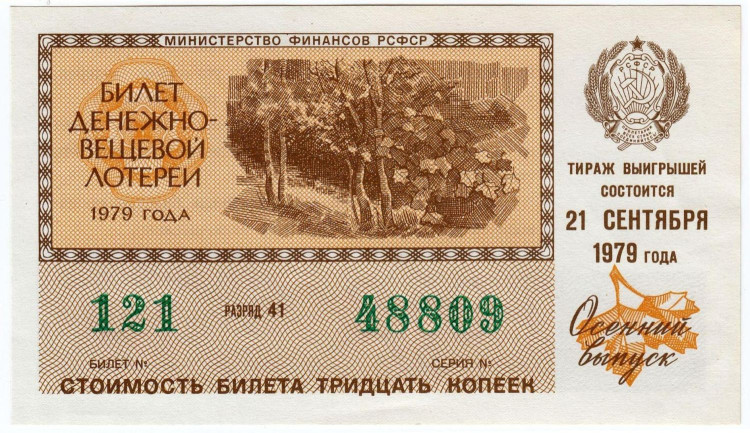 МИНИСТЕРСТВО ФИНАНСОВ РСФСР
БИЛЕТ
ДЕНЕЖНО-
ВЕЩЕВОЙ
ЛОТЕРЕИ
1979 ГОДА
РСФСР
ТИРАЖ ВЫИГРЫШЕЙ
СОСТОИТСЯ
21 СЕНТЯБРЯ
1979 ГОДА
121 РАЗРЯД 41 48809
БИЛЕТ № СЕРИЯ №
Осенний
выпуск
СТОИМОСТЬ БИЛЕТА ТРИДЦАТЬ КОПЕЕК